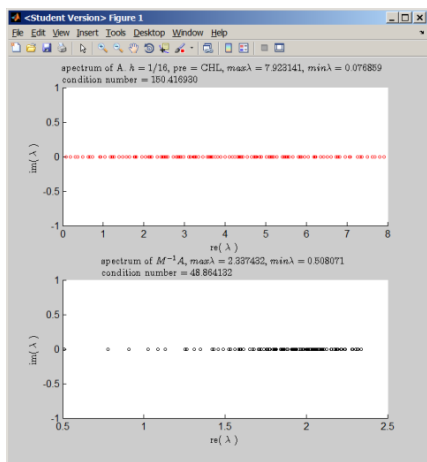 <Student Version> Figure 1
File Edit View Insert Tools Desktop Window Help
spectrum of A. h = 1/16, pre = CHL, maxλ = 7.923141, minλ = 0.076859
condition number = 150.416930
1
0.5
0
-0.5
-1
im( λ )
0 1 2 3 4 5 6 7 8
re( λ )
spectrum of M⁻¹A, maxλ = 2.337432, minλ = 0.508071
condition number = 48.864132
1
0.5
0
-0.5
-1
im( λ )
0.5 1 1.5 2 2.5
re( λ )